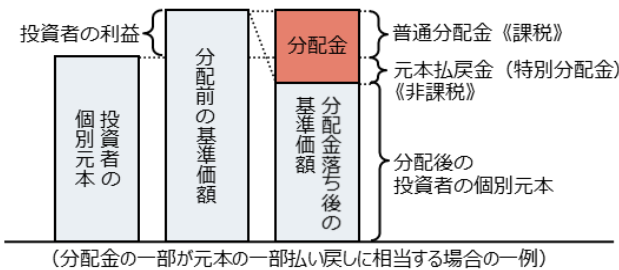 投資者の利益
投資者の
個別元本
分配前の基準価額
分配金
分配金落ち後の
基準価額
普通分配金《課税》
元本払戻金（特別分配金）
《非課税》
分配後の
投資者の個別元本
（分配金の一部が元本の一部払い戻しに相当する場合の一例）